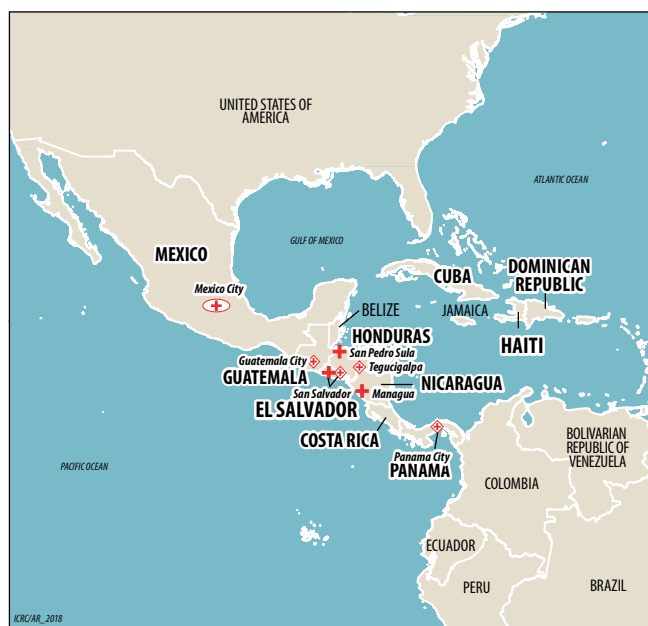 UNITED STATES OF
AMERICA
ATLANTIC OCEAN
GULF OF MEXICO
MEXICO
Mexico City
CUBA
DOMINICAN
REPUBLIC
JAMAICA
BELIZE
HAITI
HONDURAS
San Pedro Sula
Guatemala City
Tegucigalpa
GUATEMALA
NICARAGUA
San Salvador
Managua
EL SALVADOR
COSTA RICA
Panama City
PANAMA
BOLIVARIAN
REPUBLIC OF
VENEZUELA
PACIFIC OCEAN
COLOMBIA
ECUADOR
PERU
BRAZIL
ICRC/AR_2018